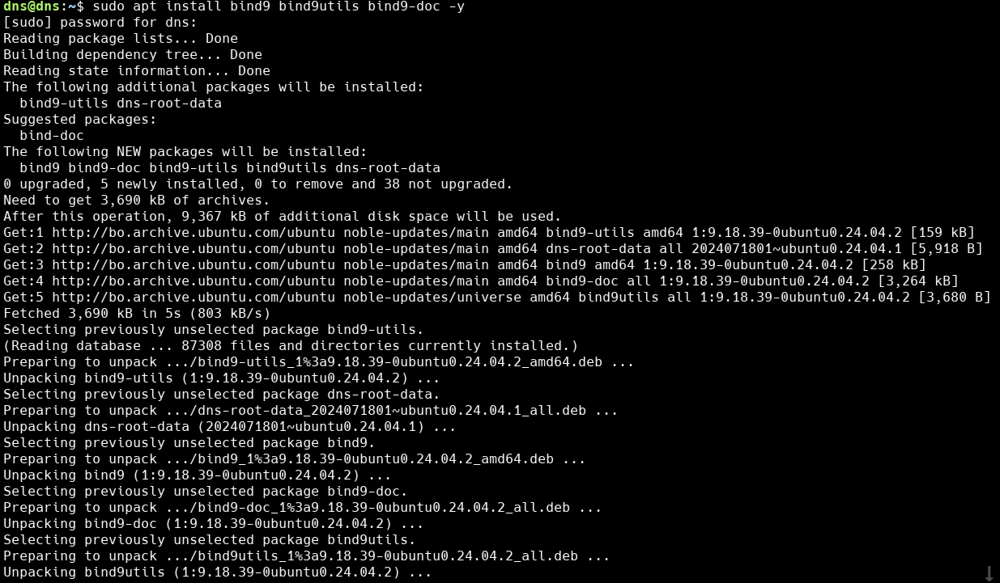 dns@dns:~$ sudo apt install bind9 bind9utils bind9-doc -y
[sudo] password for dns:
Reading package lists... Done
Building dependency tree... Done
Reading state information... Done
The following additional packages will be installed:
  bind9-utils dns-root-data
Suggested packages:
  bind-doc
The following NEW packages will be installed:
  bind9 bind9-doc bind9-utils bind9utils dns-root-data
0 upgraded, 5 newly installed, 0 to remove and 38 not upgraded.
Need to get 3,690 kB of archives.
After this operation, 9,367 kB of additional disk space will be used.
Get:1 http://bo.archive.ubuntu.com/ubuntu noble-updates/main amd64 bind9-utils amd64 1:9.18.39-0ubuntu0.24.04.2 [159 kB]
Get:2 http://bo.archive.ubuntu.com/ubuntu noble-updates/main amd64 dns-root-data all 2024071801~ubuntu0.24.04.1 [5,918 B]
Get:3 http://bo.archive.ubuntu.com/ubuntu noble-updates/main amd64 bind9 amd64 1:9.18.39-0ubuntu0.24.04.2 [258 kB]
Get:4 http://bo.archive.ubuntu.com/ubuntu noble-updates/main amd64 bind9-doc all 1:9.18.39-0ubuntu0.24.04.2 [3,264 kB]
Get:5 http://bo.archive.ubuntu.com/ubuntu noble-updates/universe amd64 bind9utils all 1:9.18.39-0ubuntu0.24.04.2 [3,680 B]
Fetched 3,690 kB in 5s (803 kB/s)
Selecting previously unselected package bind9-utils.
(Reading database ... 87308 files and directories currently installed.)
Preparing to unpack .../bind9-utils_1%3a9.18.39-0ubuntu0.24.04.2_amd64.deb ...
Unpacking bind9-utils (1:9.18.39-0ubuntu0.24.04.2) ...
Selecting previously unselected package dns-root-data.
Preparing to unpack .../dns-root-data_2024071801~ubuntu0.24.04.1_all.deb ...
Unpacking dns-root-data (2024071801~ubuntu0.24.04.1) ...
Selecting previously unselected package bind9.
Preparing to unpack .../bind9_1%3a9.18.39-0ubuntu0.24.04.2_amd64.deb ...
Unpacking bind9 (1:9.18.39-0ubuntu0.24.04.2) ...
Selecting previously unselected package bind9-doc.
Preparing to unpack .../bind9-doc_1%3a9.18.39-0ubuntu0.24.04.2_all.deb ...
Unpacking bind9-doc (1:9.18.39-0ubuntu0.24.04.2) ...
Selecting previously unselected package bind9utils.
Preparing to unpack .../bind9utils_1%3a9.18.39-0ubuntu0.24.04.2_all.deb ...
Unpacking bind9utils (1:9.18.39-0ubuntu0.24.04.2) ...